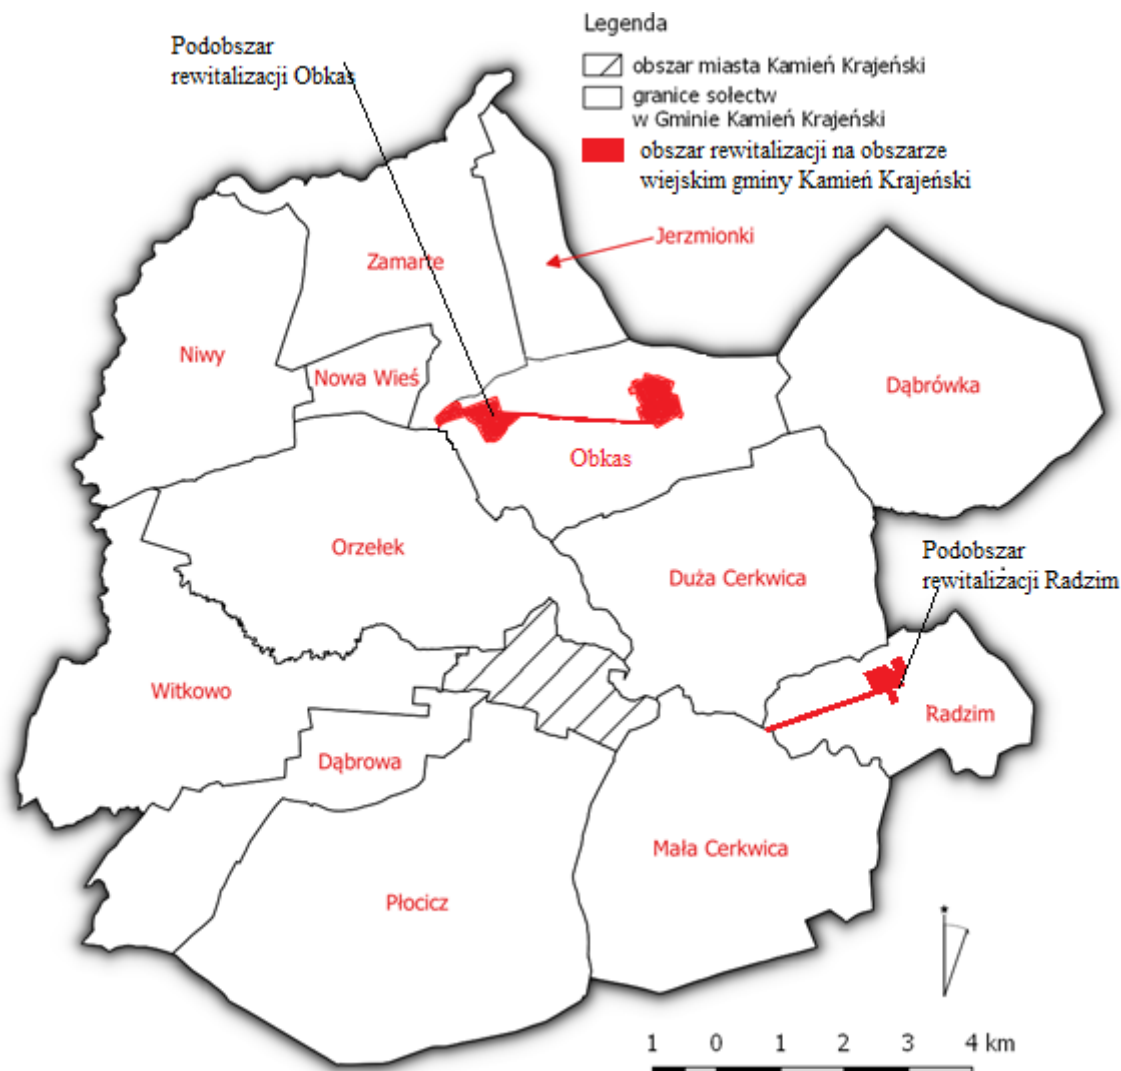 Legenda
Podobszar
rewitalizacji Obkas
obszar miasta Kamień Krajeński
granice sołectw
w Gminie Kamień Krajeński
obszar rewitalizacji na obszarze
wiejskim gminy Kamień Krajeński
Jerzmionki
Zamarte
Niwy
Nowa Wieś
Dąbrówka
Obkas
Orzełek
Podobszar
rewitalizacji Radzim
Duża Cerkwica
Witkowo
Radzim
Dąbrowa
Mała Cerkwica
Płocicz
1 0 1 2 3 4 km